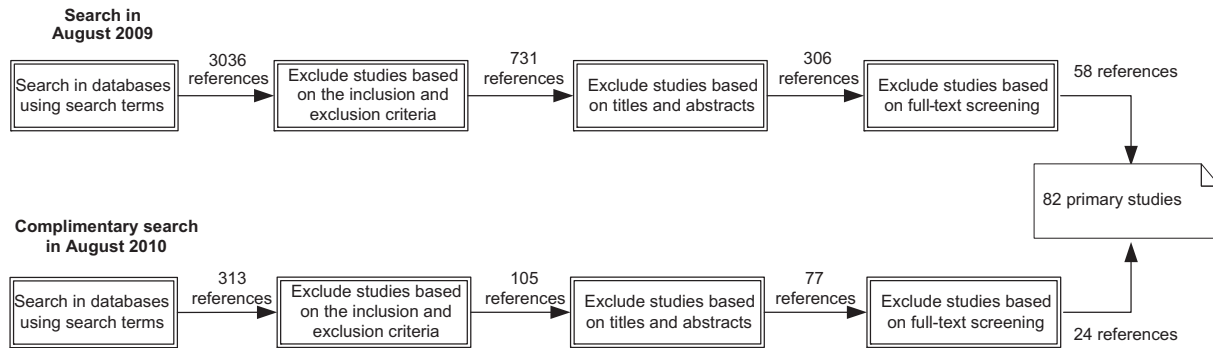 Search in
August 2009
Search in databases
using search terms
3036
references
Exclude studies based
on the inclusion and
exclusion criteria
731
references
Exclude studies based
on titles and abstracts
306
references
Exclude studies based
on full-text screening
58 references
82 primary studies
Complimentary search
in August 2010
Search in databases
using search terms
313
references
Exclude studies based
on the inclusion and
exclusion criteria
105
references
Exclude studies based
on titles and abstracts
77
references
Exclude studies based
on full-text screening
24 references